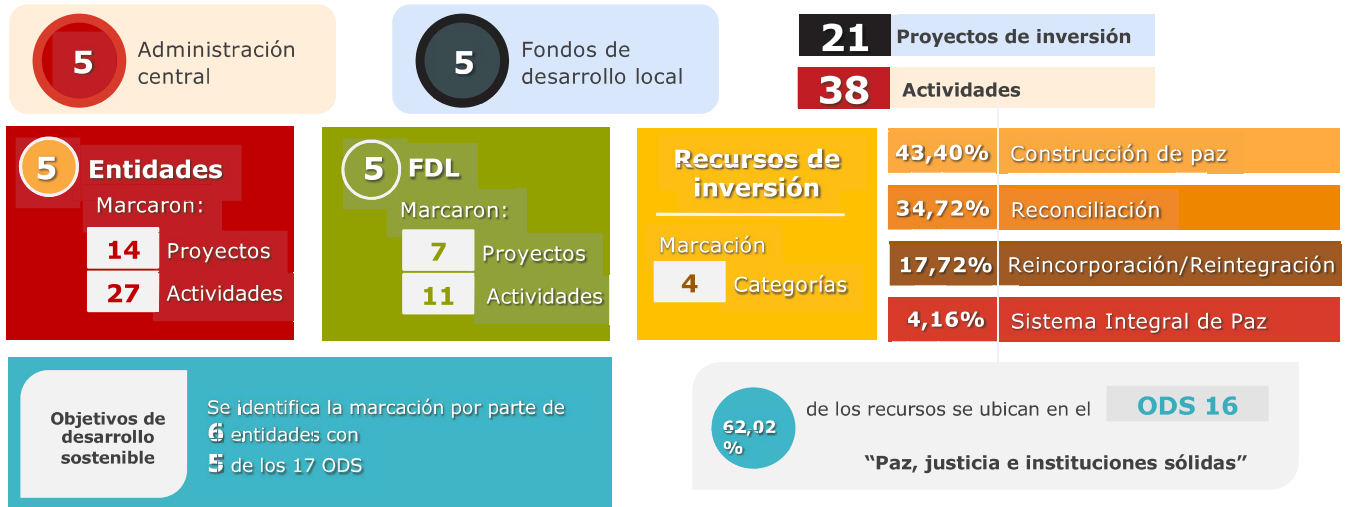 5
Administración
central
5
Fondos de
desarrollo local
21 Proyectos de inversión
38 Actividades
5 Entidades
Marcaron:
14 Proyectos
27 Actividades
5 FDL
Marcaron:
7 Proyectos
11 Actividades
Recursos de
inversión
Marcación
4 Categorías
43,40% Construcción de paz
34,72% Reconciliación
17,72% Reincorporación/Reintegración
4,16% Sistema Integral de Paz
Objetivos de
desarrollo
sostenible
Se identifica la marcación por parte de
6 entidades con
5 de los 17 ODS
62,02
%
de los recursos se ubican en el ODS 16
“Paz, justicia e instituciones sólidas”